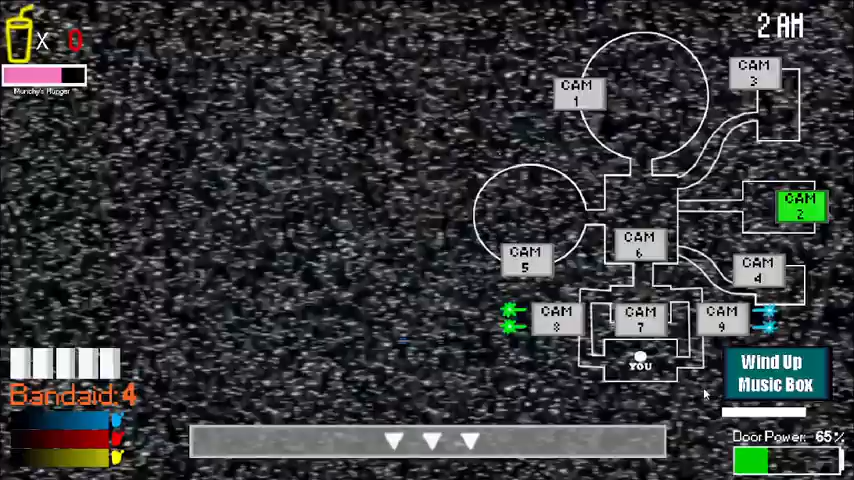 X 0
Munchy's Hunger
2 AM
CAM
1
CAM
3
CAM
2
CAM
6
CAM
5
CAM
4
CAM
8
CAM
7
CAM
9
YOU
Wind Up
Music Box
Bandaid:4
Door Power: 65%